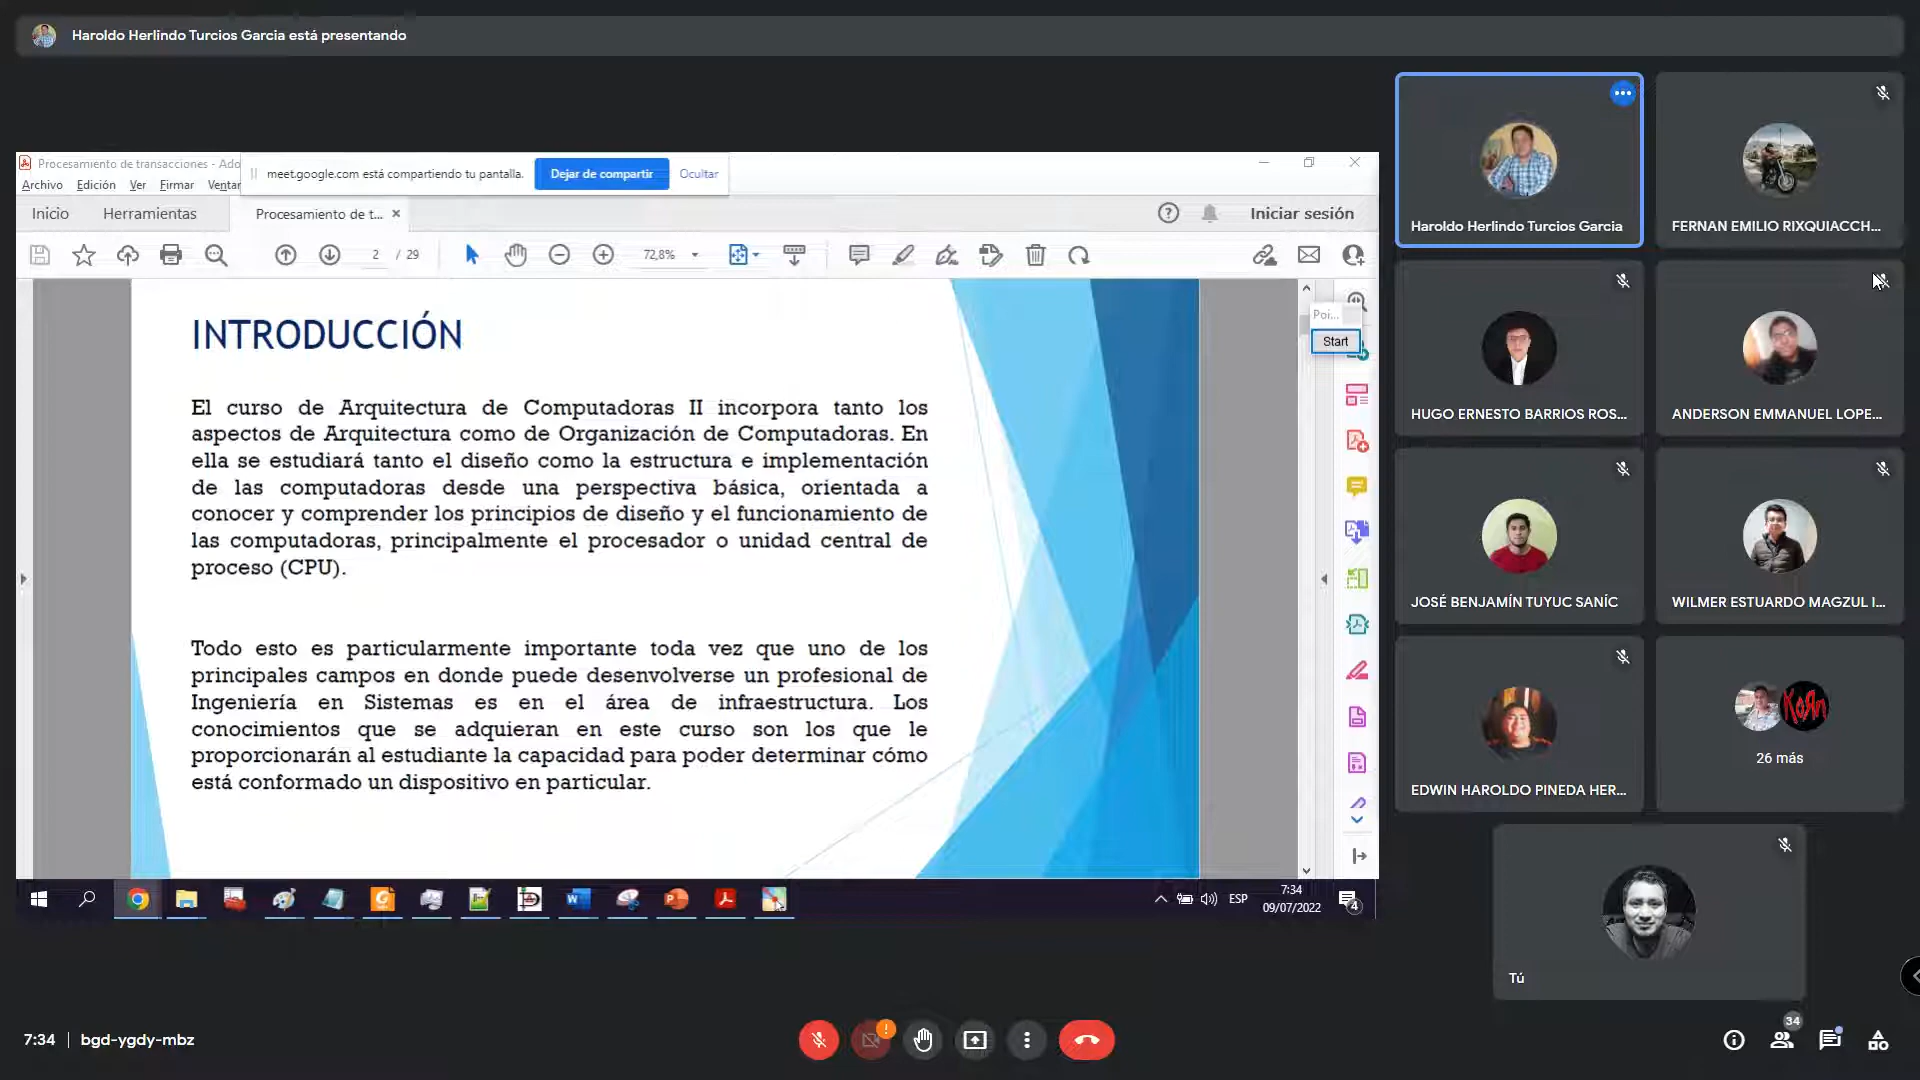 Haroldo Herlindo Turcios Garcia está presentando
Procesamiento de transacciones - Ado
meet.google.com está compartiendo tu pantalla.
Dejar de compartir
Ocultar
Archivo Edición Ver Firmar Ventan
Inicio
Herramientas
Procesamiento de t...
Iniciar sesión
2 / 29
72,8%
INTRODUCCIÓN
El curso de Arquitectura de Computadoras II incorpora tanto los
aspectos de Arquitectura como de Organización de Computadoras. En
ella se estudiará tanto el diseño como la estructura e implementación
de las computadoras desde una perspectiva básica, orientada a
conocer y comprender los principios de diseño y el funcionamiento de
las computadoras, principalmente el procesador o unidad central de
proceso (CPU).
Todo esto es particularmente importante toda vez que uno de los
principales campos en donde puede desenvolverse un profesional de
Ingeniería en Sistemas es en el área de infraestructura. Los
conocimientos que se adquieran en este curso son los que le
proporcionarán al estudiante la capacidad para poder determinar cómo
está conformado un dispositivo en particular.
Poi...
Start
ESP
7:34
09/07/2022
4
Haroldo Herlindo Turcios Garcia
FERNAN EMILIO RIXQUIACCH...
HUGO ERNESTO BARRIOS ROS...
ANDERSON EMMANUEL LOPE...
JOSÉ BENJAMÍN TUYUC SANÍC
WILMER ESTUARDO MAGZUL I...
EDWIN HAROLDO PINEDA HER...
KoЯn
26 más
Tú
7:34 | bgd-ygdy-mbz
34